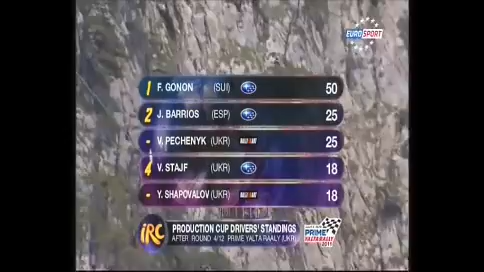 EUROSPORT
1 F. GONON (SUI) 50
2 J. BARRIOS (ESP) 25
- V. PECHENYK (UKR) 25
4 V. STAJF (UKR) 18
- Y. SHAPOVALOV (UKR) 18
IRC PRODUCTION CUP DRIVERS' STANDINGS
AFTER ROUND 4/12 PRIME YALTA RAALY (UKR)
PRIME
YALTA RALLY
2011